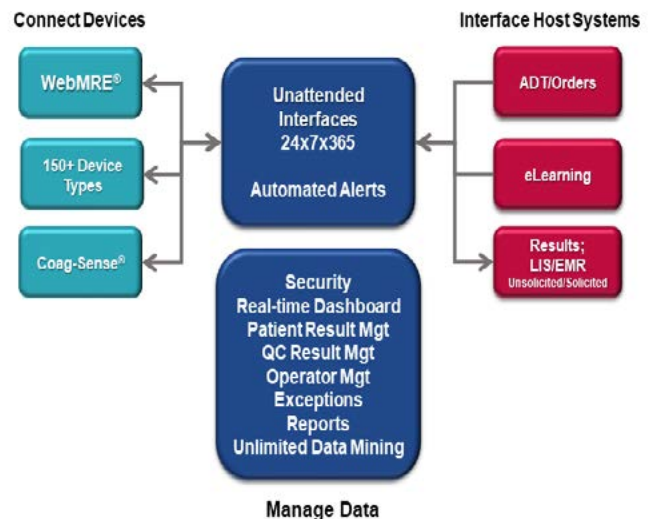 Connect Devices
WebMRE®
150+ Device
Types
Coag-Sense®
Unattended
Interfaces
24x7x365
Automated Alerts
Security
Real-time Dashboard
Patient Result Mgt
QC Result Mgt
Operator Mgt
Exceptions
Reports
Unlimited Data Mining
Manage Data
Interface Host Systems
ADT/Orders
eLearning
Results;
LIS/EMR
Unsolicited/Solicited